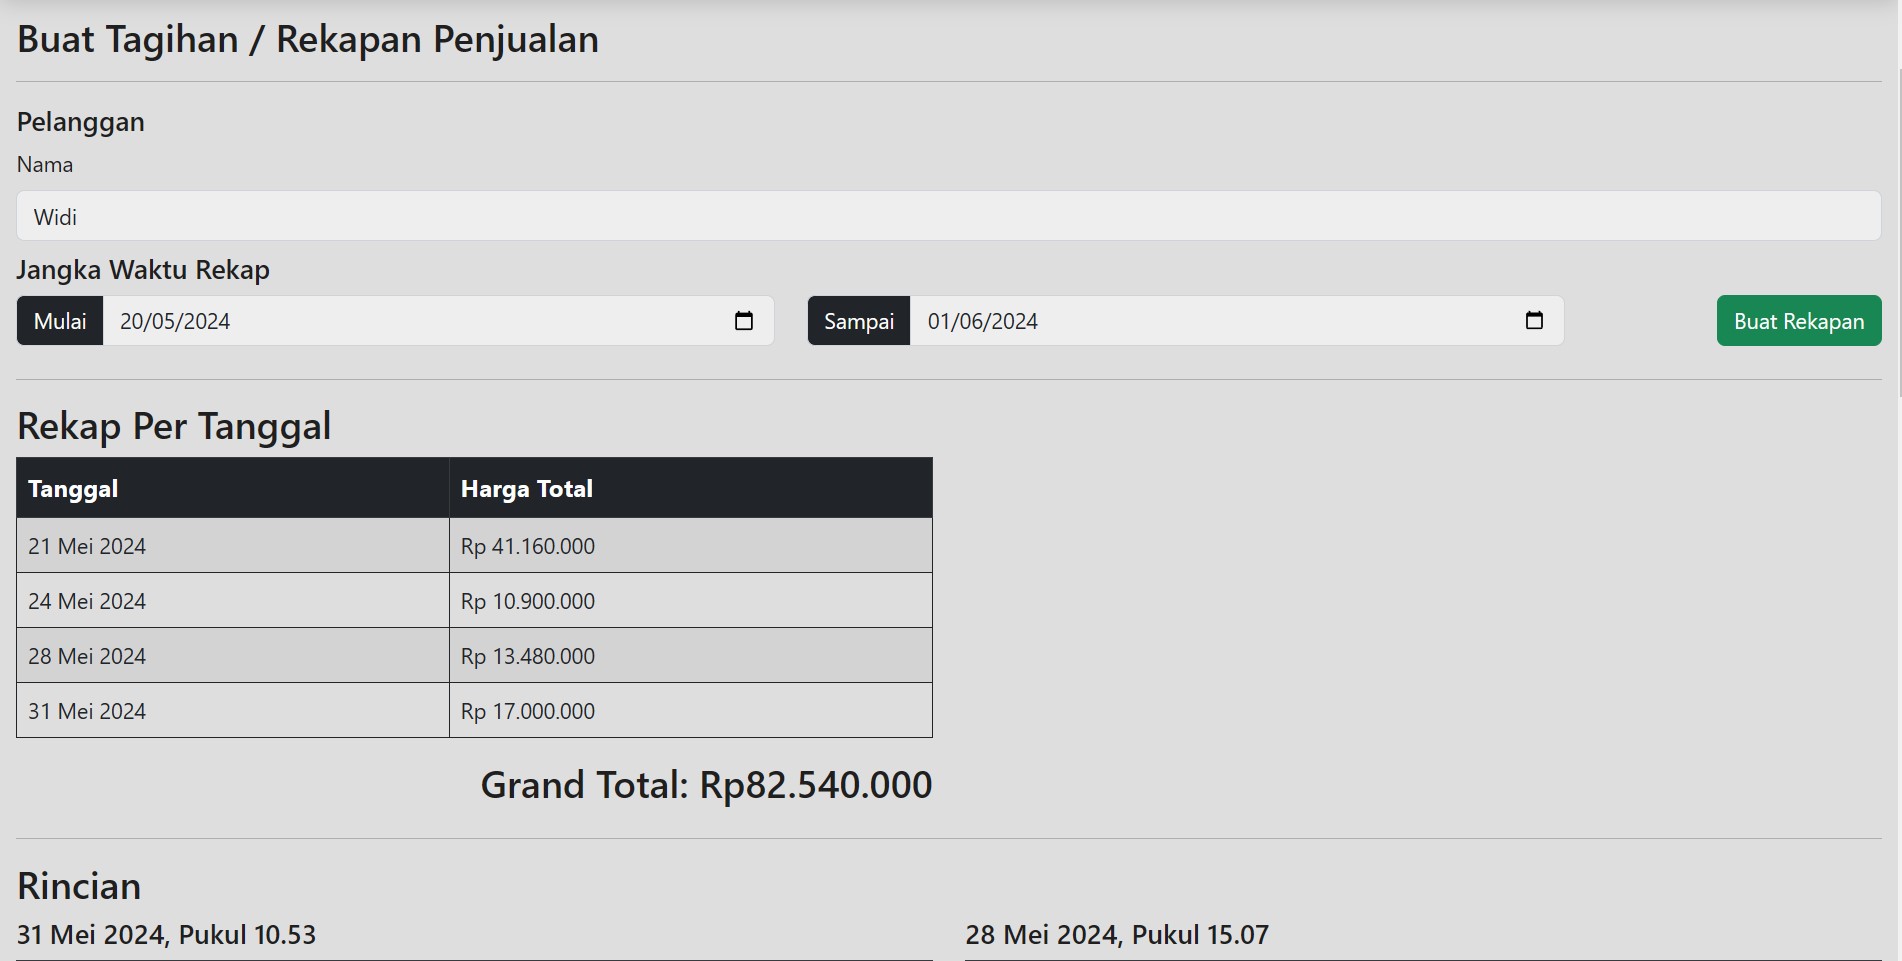 Buat Tagihan / Rekapan Penjualan
Pelanggan
Nama
Widi
Jangka Waktu Rekap
Mulai 20/05/2024 Sampai 01/06/2024 Buat Rekapan
Rekap Per Tanggal
Tanggal Harga Total
21 Mei 2024 Rp 41.160.000
24 Mei 2024 Rp 10.900.000
28 Mei 2024 Rp 13.480.000
31 Mei 2024 Rp 17.000.000
Grand Total: Rp82.540.000
Rincian
31 Mei 2024, Pukul 10.53 28 Mei 2024, Pukul 15.07